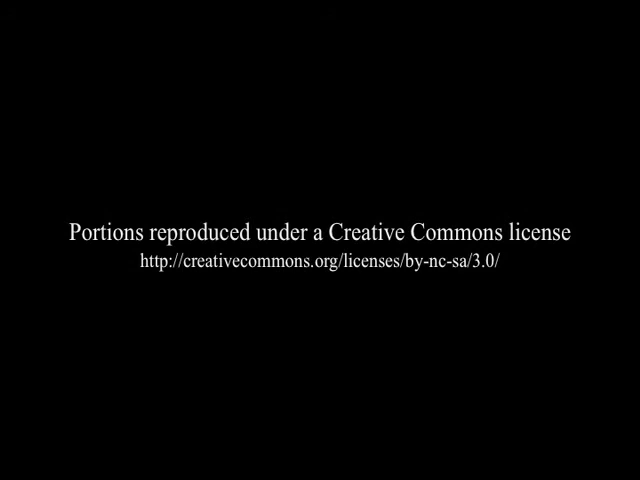 Portions reproduced under a Creative Commons license
http://creativecommons.org/licenses/by-nc-sa/3.0/